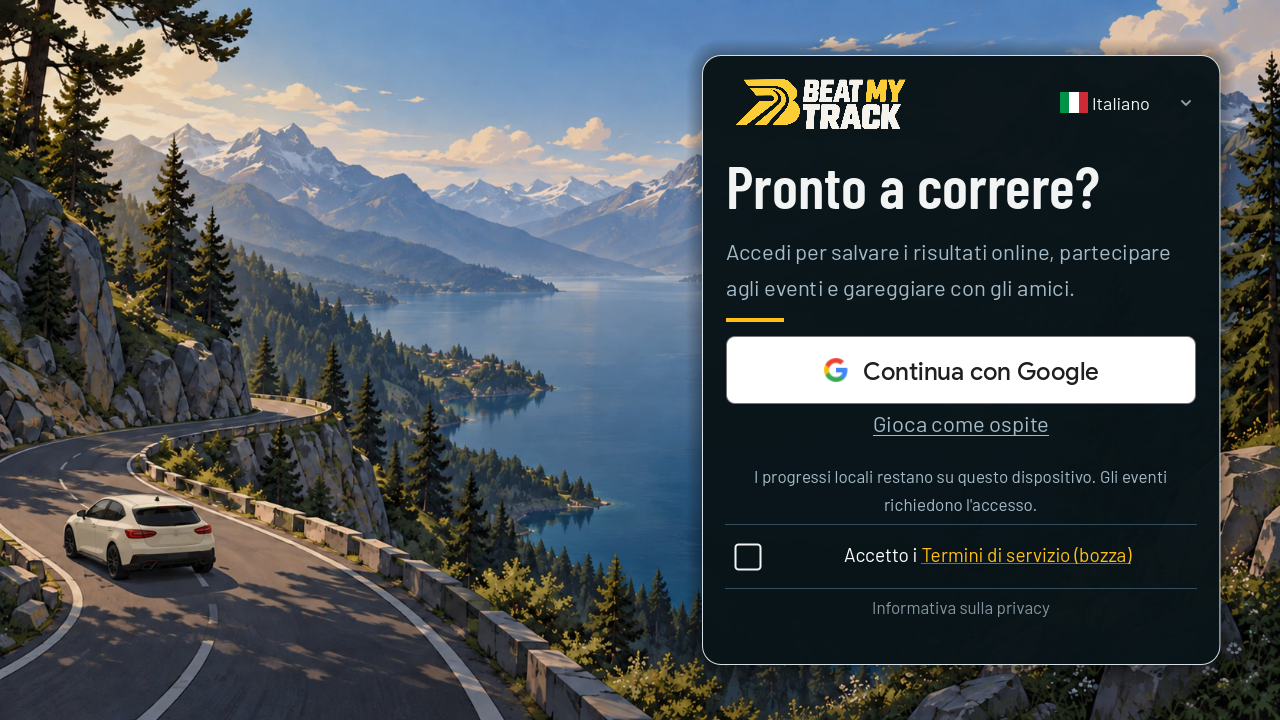 BEAT MY
TRACK
Italiano
Pronto a correre?
Accedi per salvare i risultati online, partecipare
agli eventi e gareggiare con gli amici.
Continua con Google
Gioca come ospite
I progressi locali restano su questo dispositivo. Gli eventi
richiedono l'accesso.
Accetto i Termini di servizio (bozza)
Informativa sulla privacy